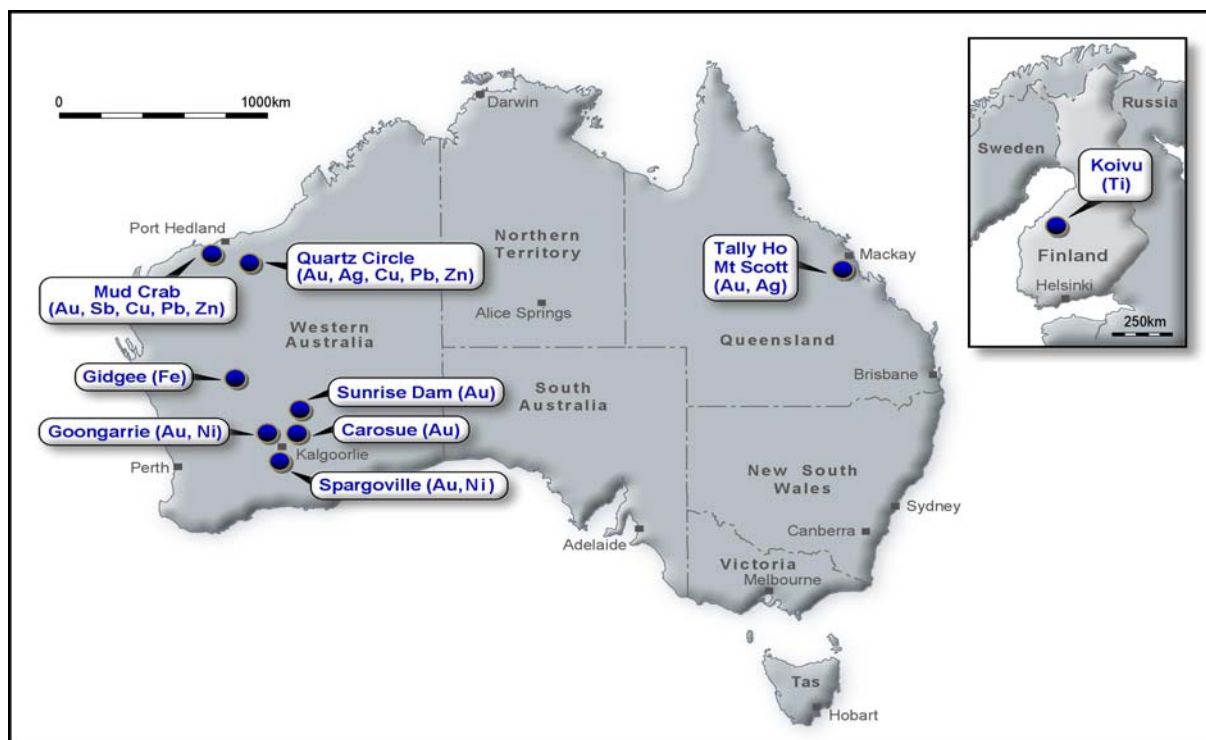 0 1000km
Darwin
Port Hedland
Quartz Circle
(Au, Ag, Cu, Pb, Zn)
Mud Crab
(Au, Sb, Cu, Pb, Zn)
Northern
Territory
Alice Springs
Western
Australia
Tally Ho
Mt Scott
(Au, Ag)
Mackay
Queensland
Brisbane
Gidgee (Fe)
Sunrise Dam (Au)
Goongarrie (Au, Ni)
Carosue (Au)
Kalgoorlie
Perth
Spargoville (Au, Ni)
South
Australia
Adelaide
New South
Wales
Sydney
Canberra
Victoria
Melbourne
Tas
Hobart
Russia
Sweden
Koivu
(Ti)
Finland
Helsinki
250km